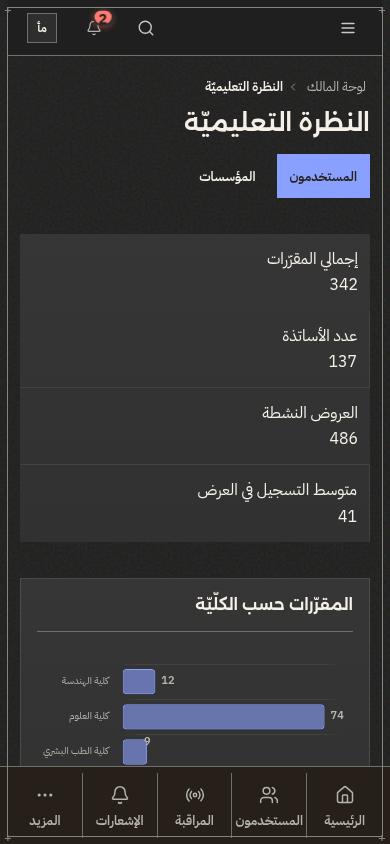 مأ
2
لوحة المالك > النظرة التعليميّة
النظرة التعليميّة
المستخدمون
المؤسسات
إجمالي المقرّرات
342
عدد الأساتذة
137
العروض النشطة
486
متوسط التسجيل في العرض
41
المقرّرات حسب الكلّيّة
كلية الهندسة 12
كلية العلوم 74
كلية الطب البشري 9
الرئيسية
المستخدمون
المراقبة
الإشعارات
المزيد